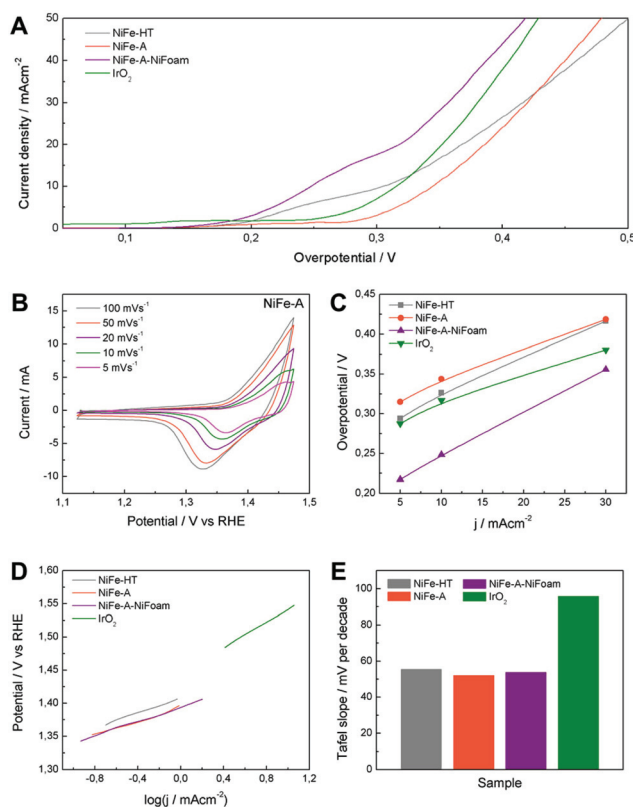 A
50
40
30
20
10
0
Current density / mAcm⁻²
NiFe-HT
NiFe-A
NiFe-A-NiFoam
IrO₂
0,1
0,2
0,3
0,4
0,5
Overpotential / V
B
NiFe-A
15
10
5
0
-5
-10
Current / mA
100 mVs⁻¹
50 mVs⁻¹
20 mVs⁻¹
10 mVs⁻¹
5 mVs⁻¹
1,1
1,2
1,3
1,4
1,5
Potential / V vs RHE
C
0,45
0,40
0,35
0,30
0,25
0,20
Overpotential / V
NiFe-HT
NiFe-A
NiFe-A-NiFoam
IrO₂
5
10
15
20
25
30
j / mAcm⁻²
D
1,60
1,55
1,50
1,45
1,40
1,35
1,30
Potential / V vs RHE
NiFe-HT
NiFe-A
NiFe-A-NiFoam
IrO₂
-0,8
-0,4
0,0
0,4
0,8
1,2
log(j / mAcm⁻²)
E
100
80
60
40
20
0
Tafel slope / mV per decade
NiFe-HT
NiFe-A
NiFe-A-NiFoam
IrO₂
Sample